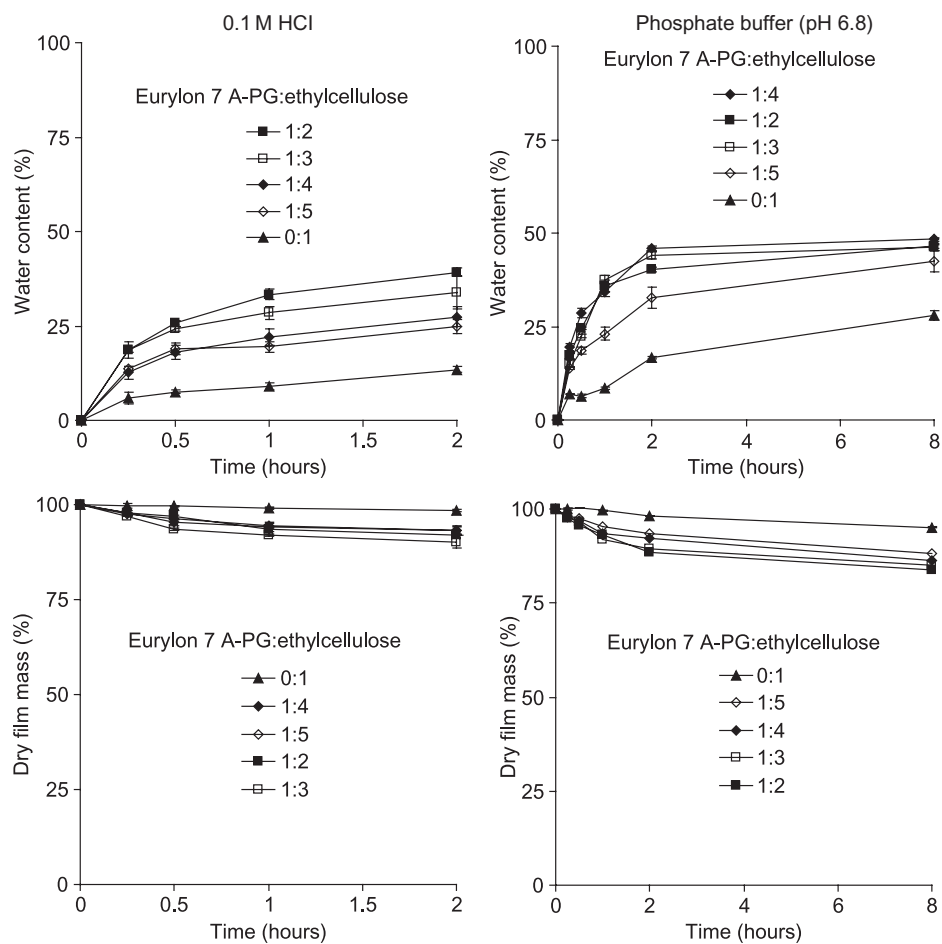 0.1 M HCl
Water content (%)
100
75
50
25
0
Eurylon 7 A-PG:ethylcellulose
1:2
1:3
1:4
1:5
0:1
0 0.5 1 1.5 2
Time (hours)
Phosphate buffer (pH 6.8)
Water content (%)
100
75
50
25
0
Eurylon 7 A-PG:ethylcellulose
1:4
1:2
1:3
1:5
0:1
0 2 4 6 8
Time (hours)
Dry film mass (%)
100
75
50
25
0
Eurylon 7 A-PG:ethylcellulose
0:1
1:4
1:5
1:2
1:3
0 0.5 1 1.5 2
Time (hours)
Dry film mass (%)
100
75
50
25
0
Eurylon 7 A-PG:ethylcellulose
0:1
1:5
1:4
1:3
1:2
0 2 4 6 8
Time (hours)